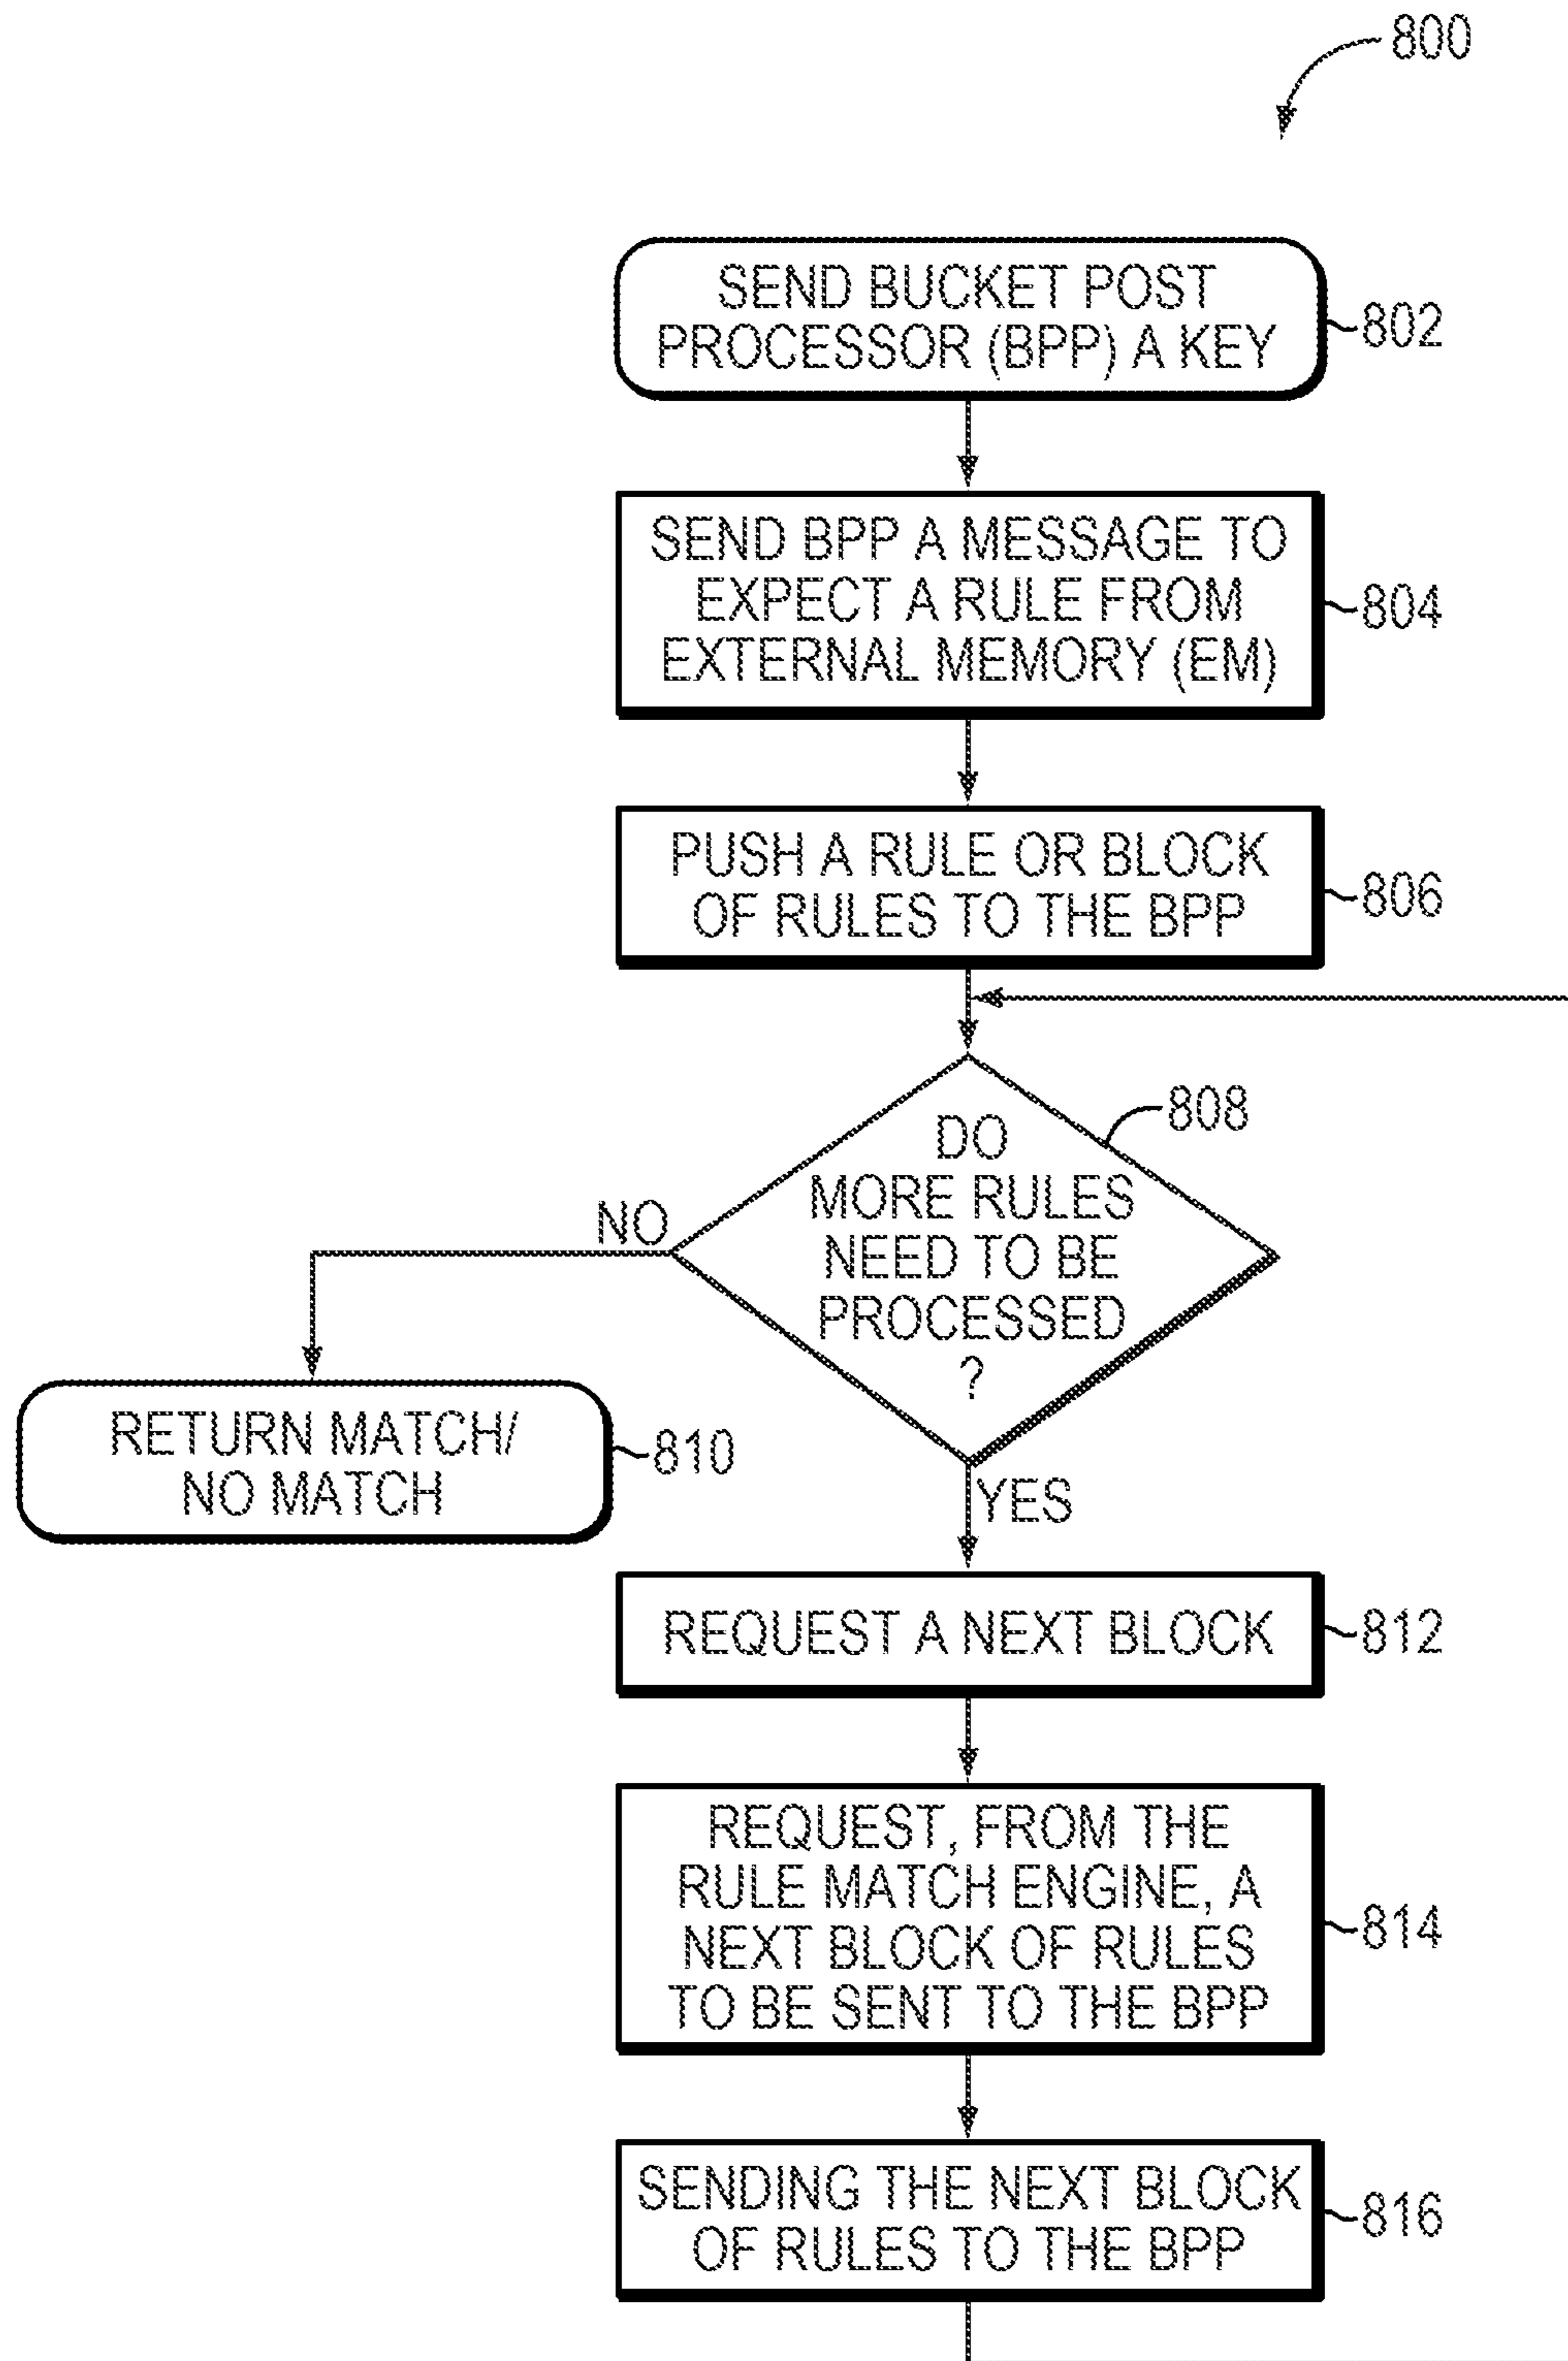 800
SEND BUCKET POST
PROCESSOR (BPP) A KEY
802
SEND BPP A MESSAGE TO
EXPECT A RULE FROM
EXTERNAL MEMORY (EM)
804
PUSH A RULE OR BLOCK
OF RULES TO THE BPP
806
DO
MORE RULES
NEED TO BE
PROCESSED
?
808
NO
RETURN MATCH/
NO MATCH
810
YES
REQUEST A NEXT BLOCK
812
REQUEST, FROM THE
RULE MATCH ENGINE, A
NEXT BLOCK OF RULES
TO BE SENT TO THE BPP
814
SENDING THE NEXT BLOCK
OF RULES TO THE BPP
816